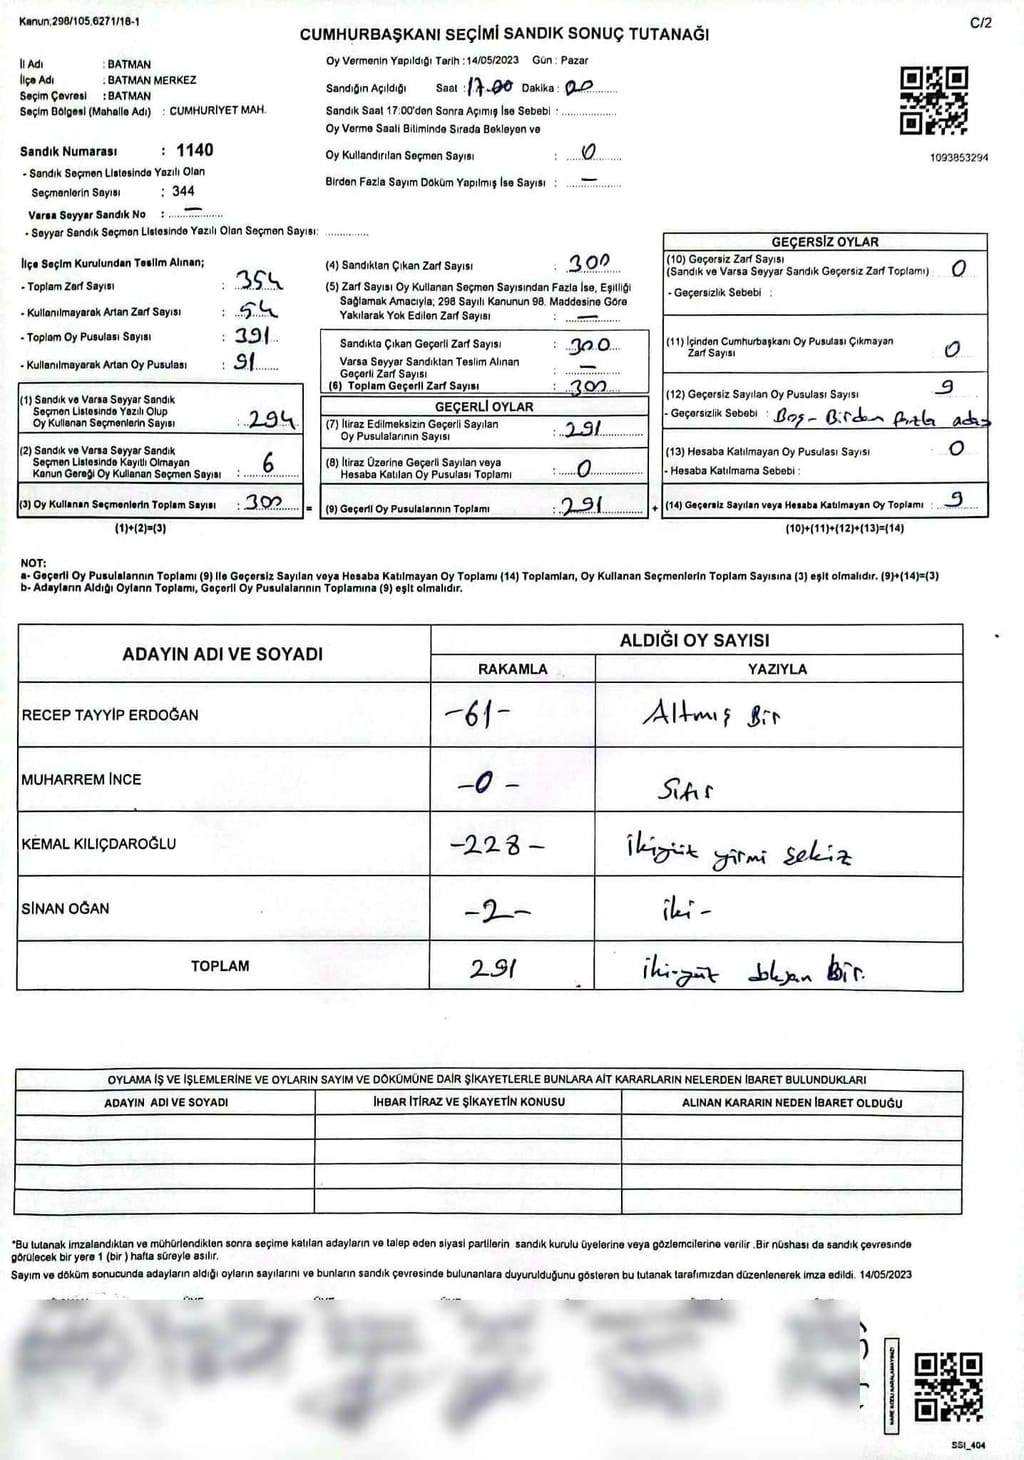 Kanun;298/105,6271/18-1
C/2
CUMHURBAŞKANI SEÇİMİ SANDIK SONUÇ TUTANAĞI
İl Adı : BATMAN
İlçe Adı : BATMAN MERKEZ
Seçim Çevresi : BATMAN
Seçim Bölgesi (Mahalle Adı) : CUMHURİYET MAH.
Sandık Numarası : 1140
- Sandık Seçmen Listesinde Yazılı Olan
Seçmenlerin Sayısı : 344
Varsa Seyyar Sandık No : —
- Seyyar Sandık Seçmen Listesinde Yazılı Olan Seçmen Sayısı: ..............
Oy Vermenin Yapıldığı Tarih : 14/05/2023 Gün : Pazar
Sandığın Açıldığı Saat : 17.00 Dakika : 00
Sandık Saat 17:00'den Sonra Açımış İse Sebebi : ..............
Oy Verme Saati Bitiminde Sırada Bekleyen ve
Oy Kullandırılan Seçmen Sayısı : 0
Birden Fazla Sayım Döküm Yapılmış İse Sayısı : —
1093853294
İlçe Seçim Kurulundan Teslim Alınan;
- Toplam Zarf Sayısı : 354
- Kullanılmayarak Artan Zarf Sayısı : 54
- Toplam Oy Pusulası Sayısı : 391
- Kullanılmayarak Artan Oy Pusulası : 91
(1) Sandık ve Varsa Seyyar Sandık
Seçmen Listesinde Yazılı Olup
Oy Kullanan Seçmenlerin Sayısı : 294
(2) Sandık ve Varsa Seyyar Sandık
Seçmen Listesinde Kayıtlı Olmayan
Kanun Gereği Oy Kullanan Seçmen Sayısı : 6
(3) Oy Kullanan Seçmenlerin Toplam Sayısı : 300 =
(1)+(2)=(3)
(4) Sandıktan Çıkan Zarf Sayısı : 300
(5) Zarf Sayısı Oy Kullanan Seçmen Sayısından Fazla İse, Eşitliği
Sağlamak Amacıyla; 298 Sayılı Kanunun 98. Maddesine Göre
Yakılarak Yok Edilen Zarf Sayısı : —
Sandıkta Çıkan Geçerli Zarf Sayısı : 300
Varsa Seyyar Sandıktan Teslim Alınan
Geçerli Zarf Sayısı : —
(6) Toplam Geçerli Zarf Sayısı : 300
GEÇERLİ OYLAR
(7) İtiraz Edilmeksizin Geçerli Sayılan
Oy Pusulalarının Sayısı : 291
(8) İtiraz Üzerine Geçerli Sayılan veya
Hesaba Katılan Oy Pusulası Toplamı : 0
(9) Geçerli Oy Pusulalarının Toplamı : 291 +
GEÇERSİZ OYLAR
(10) Geçersiz Zarf Sayısı
(Sandık ve Varsa Seyyar Sandık Geçersiz Zarf Toplamı) : 0
- Geçersizlik Sebebi :
(11) İçinden Cumhurbaşkanı Oy Pusulası Çıkmayan
Zarf Sayısı 0
(12) Geçersiz Sayılan Oy Pusulası Sayısı 9
- Geçersizlik Sebebi : Boş - Birden fazla aday
(13) Hesaba Katılmayan Oy Pusulası Sayısı 0
- Hesaba Katılmama Sebebi :
(14) Geçersiz Sayılan veya Hesaba Katılmayan Oy Toplamı : 9
(10)+(11)+(12)+(13)=(14)
NOT:
a- Geçerli Oy Pusulalarının Toplamı (9) ile Geçersiz Sayılan veya Hesaba Katılmayan Oy Toplamı (14) Toplamları, Oy Kullanan Seçmenlerin Toplam Sayısına (3) eşit olmalıdır. (9)+(14)=(3)
b- Adayların Aldığı Oyların Toplamı, Geçerli Oy Pusulalarının Toplamına (9) eşit olmalıdır.
ADAYIN ADI VE SOYADI
ALDIĞI OY SAYISI
RAKAMLA YAZIYLA
RECEP TAYYİP ERDOĞAN -61- Altmış Bir
MUHARREM İNCE -0- Sıfır
KEMAL KILIÇDAROĞLU -228- İkiyüz yirmi sekiz
SİNAN OĞAN -2- iki -
TOPLAM 291 iki-yüz doksan Bir.
OYLAMA İŞ VE İŞLEMLERİNE VE OYLARIN SAYIM VE DÖKÜMÜNE DAİR ŞİKAYETLERLE BUNLARA AİT KARARLARIN NELERDEN İBARET BULUNDUKLARI
ADAYIN ADI VE SOYADI İHBAR İTİRAZ VE ŞİKAYETİN KONUSU ALINAN KARARIN NEDEN İBARET OLDUĞU
*Bu tutanak imzalandıktan ve mühürlendikten sonra seçime katılan adayların ve talep eden siyasi partilerin sandık kurulu üyelerine veya gözlemcilerine verilir .Bir nüshası da sandık çevresinde
görülecek bir yere 1 (bir ) hafta süreyle asılır.
Sayım ve döküm sonucunda adayların aldığı oyların sayılarını ve bunların sandık çevresinde bulunanlara duyurulduğunu gösteren bu tutanak tarafımızdan düzenlenerek imza edildi. 14/05/2023
KARE KODU KARALAMAYINIZ!
SSI_404